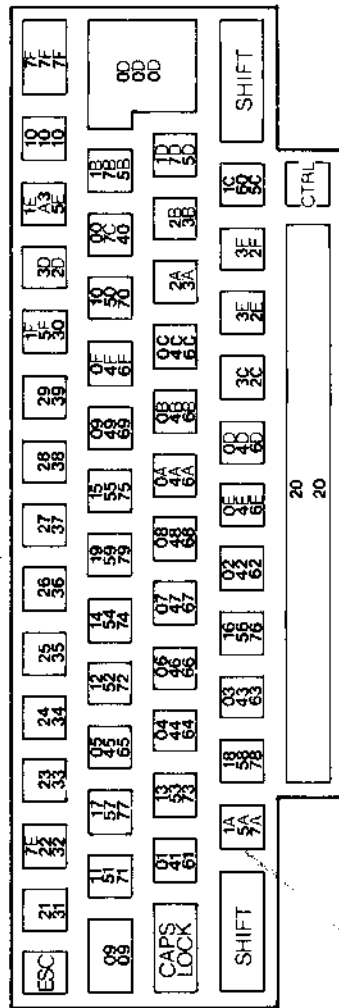 ESC
21
31
7E
22
32
23
33
24
34
25
35
26
36
27
37
28
38
29
39
1F
5F
30
3D
2D
1E
A3
5E
10
10
10
7F
7F
7F
09
09
11
51
71
17
57
77
05
45
65
12
52
72
14
54
74
19
59
79
15
55
75
09
49
69
0F
4F
6F
10
50
70
00
7C
40
1B
7B
5B
0D
0D
0D
CAPS
LOCK
01
41
61
13
53
73
04
44
64
06
46
66
07
47
67
08
48
68
0A
4A
6A
0B
4B
6B
0C
4C
6C
2A
3A
2B
3B
1D
7D
5D
SHIFT
1A
5A
7A
18
58
78
03
43
63
16
56
76
02
42
62
0E
4E
6E
0D
4D
6D
3C
2C
3E
2E
3F
2F
1C
60
5C
SHIFT
20
20
CTRL